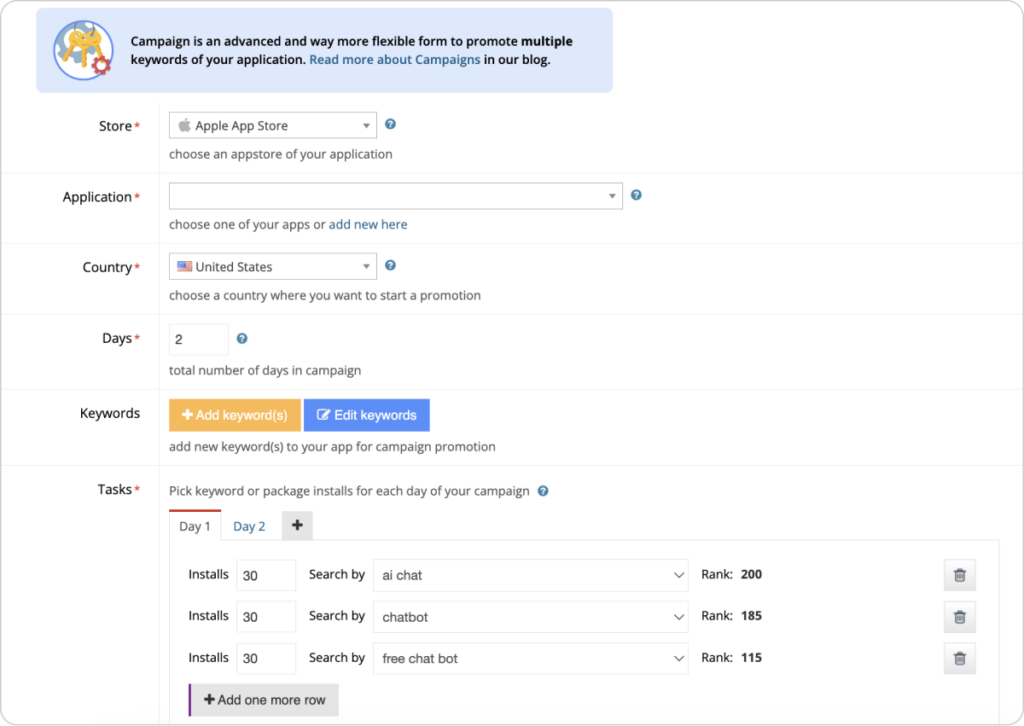 Campaign is an advanced and way more flexible form to promote multiple
keywords of your application. Read more about Campaigns in our blog.
Store*
Apple App Store
?
choose an appstore of your application
Application*
?
choose one of your apps or add new here
Country*
United States
?
choose a country where you want to start a promotion
Days*
2
?
total number of days in campaign
Keywords
+ Add keyword(s)
Edit keywords
add new keyword(s) to your app for campaign promotion
Tasks*
Pick keyword or package installs for each day of your campaign ?
Day 1 Day 2 +
Installs 30 Search by ai chat Rank: 200
Installs 30 Search by chatbot Rank: 185
Installs 30 Search by free chat bot Rank: 115
+ Add one more row